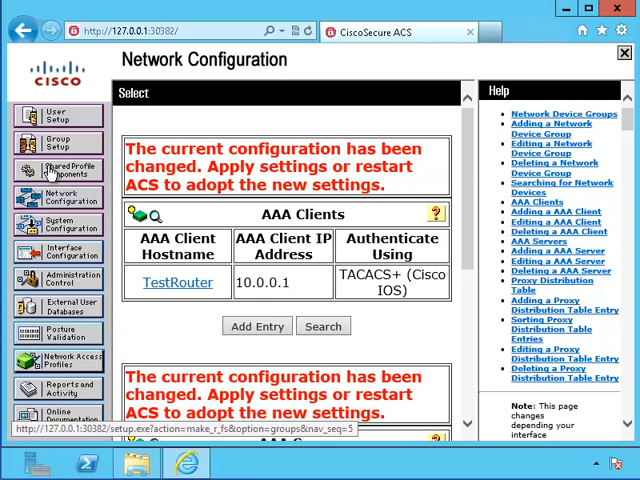 http://127.0.0.1:30382/
CiscoSecure ACS
CISCO
Network Configuration
User
Setup
Group
Setup
Shared Profile
Components
Network
Configuration
System
Configuration
Interface
Configuration
Administration
Control
External User
Databases
Posture
Validation
Network Access
Profiles
Reports and
Activity
Online
Documentation
Select
The current configuration has been
changed. Apply settings or restart
ACS to adopt the new settings.
AAA Clients
?
AAA Client
Hostname
AAA Client IP
Address
Authenticate
Using
TestRouter
10.0.0.1
TACACS+ (Cisco
IOS)
Add Entry
Search
The current configuration has been
changed. Apply settings or restart
ACS to adopt the new settings.
http://127.0.0.1:30382/setup.exe?action=make_r_fs&option=groups&nav_seq=5
Help
Network Device Groups
Adding a Network
Device Group
Editing a Network
Device Group
Deleting a Network
Device Group
Searching for Network
Devices
AAA Clients
Adding a AAA Client
Editing a AAA Client
Deleting a AAA Client
AAA Servers
Adding a AAA Server
Editing a AAA Server
Deleting a AAA Server
Proxy Distribution
Table
Adding a Proxy
Distribution Table Entry
Sorting Proxy
Distribution Table
Entries
Editing a Proxy
Distribution Table Entry
Deleting a Proxy
Distribution Table Entry
Note: This page
changes
depending your
interface